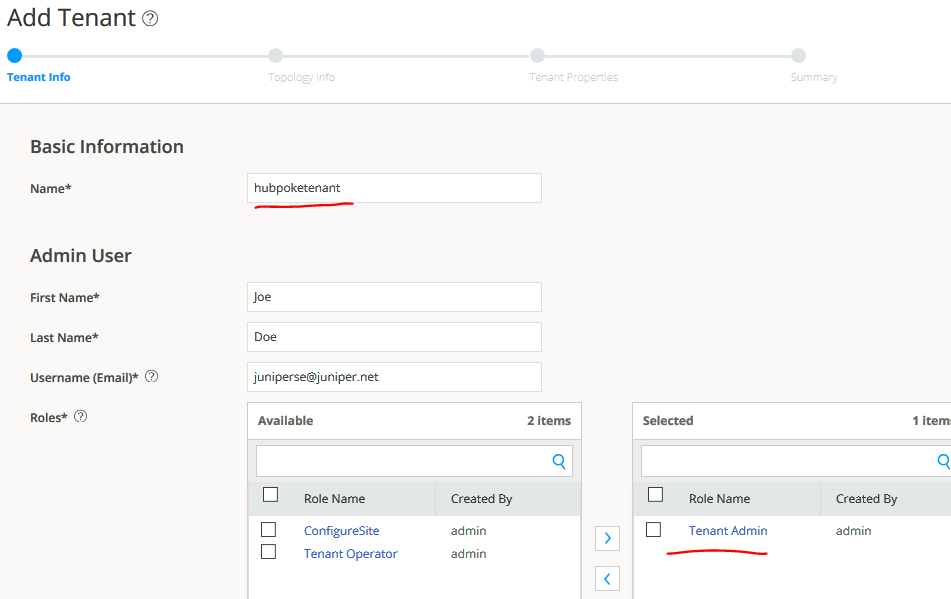 Add Tenant ?
Tenant Info Topology Info Tenant Properties Summary
Basic Information
Name* hubpoketenant
Admin User
First Name* Joe
Last Name* Doe
Username (Email)* ? juniperse@juniper.net
Roles* ?
Available 2 items Selected 1 items
Role Name Created By Role Name Created By
ConfigureSite admin Tenant Admin admin
Tenant Operator admin